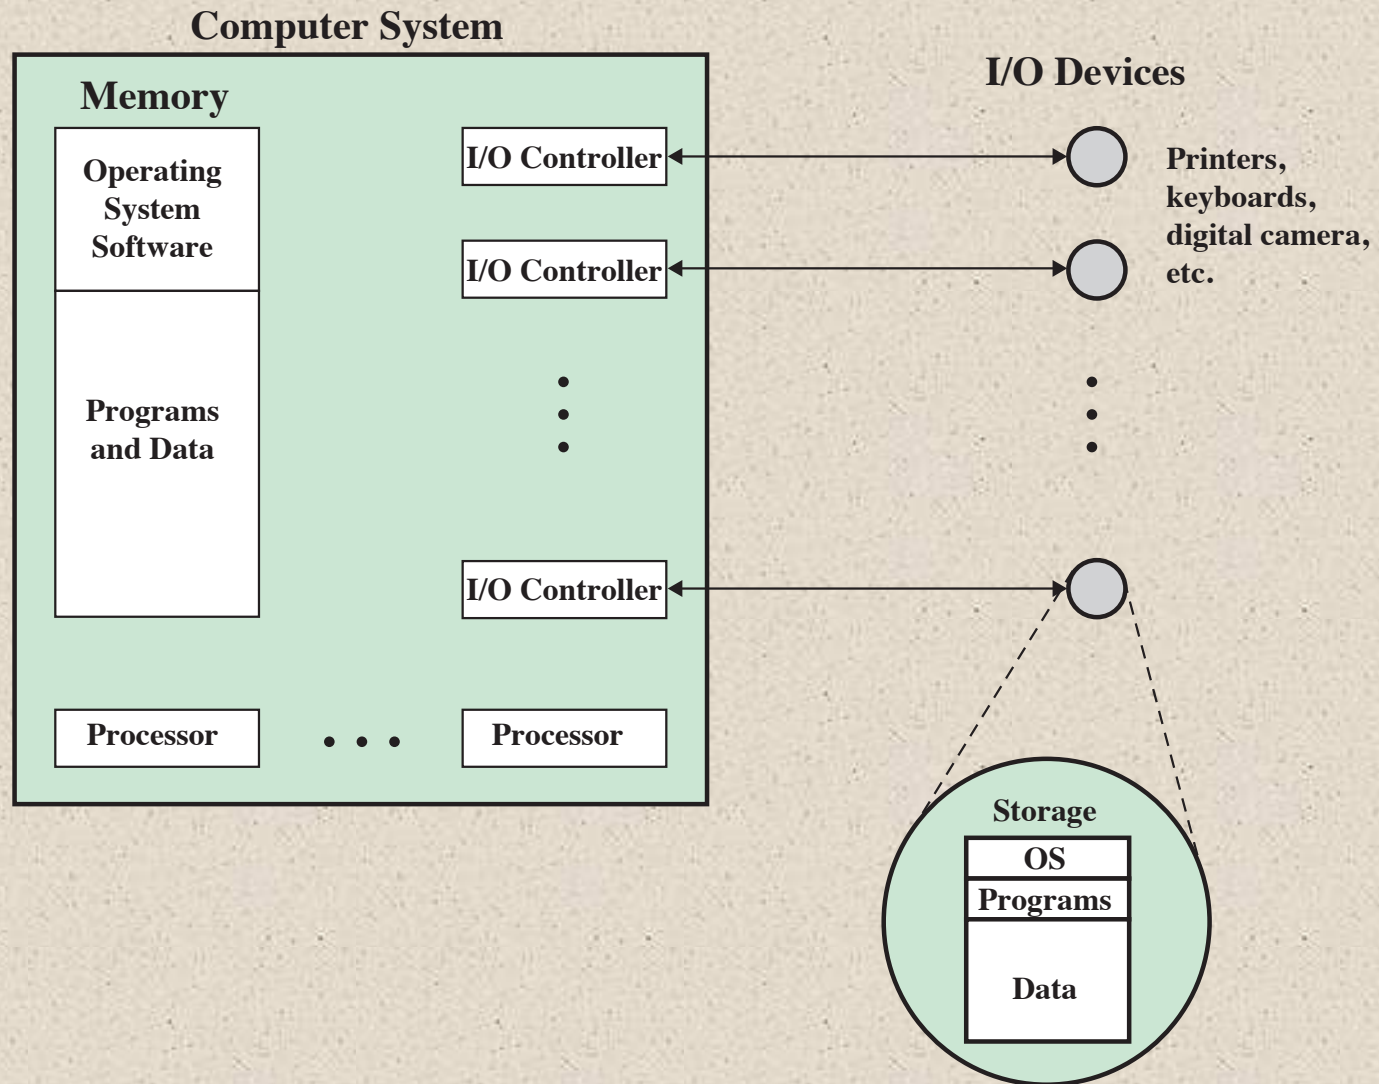 Computer System
I/O Devices
Memory
Operating
System
Software
Programs
and Data
I/O Controller
I/O Controller
I/O Controller
Processor
Processor
Printers,
keyboards,
digital camera,
etc.
Storage
OS
Programs
Data